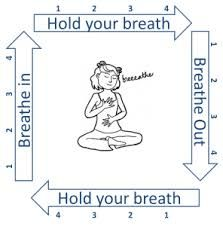 1 2 3 4
Hold your breath
1 2 3 4
Breathe in
breeeathe
Breathe Out
1 2 3 4
Hold your breath
4 3 2 1